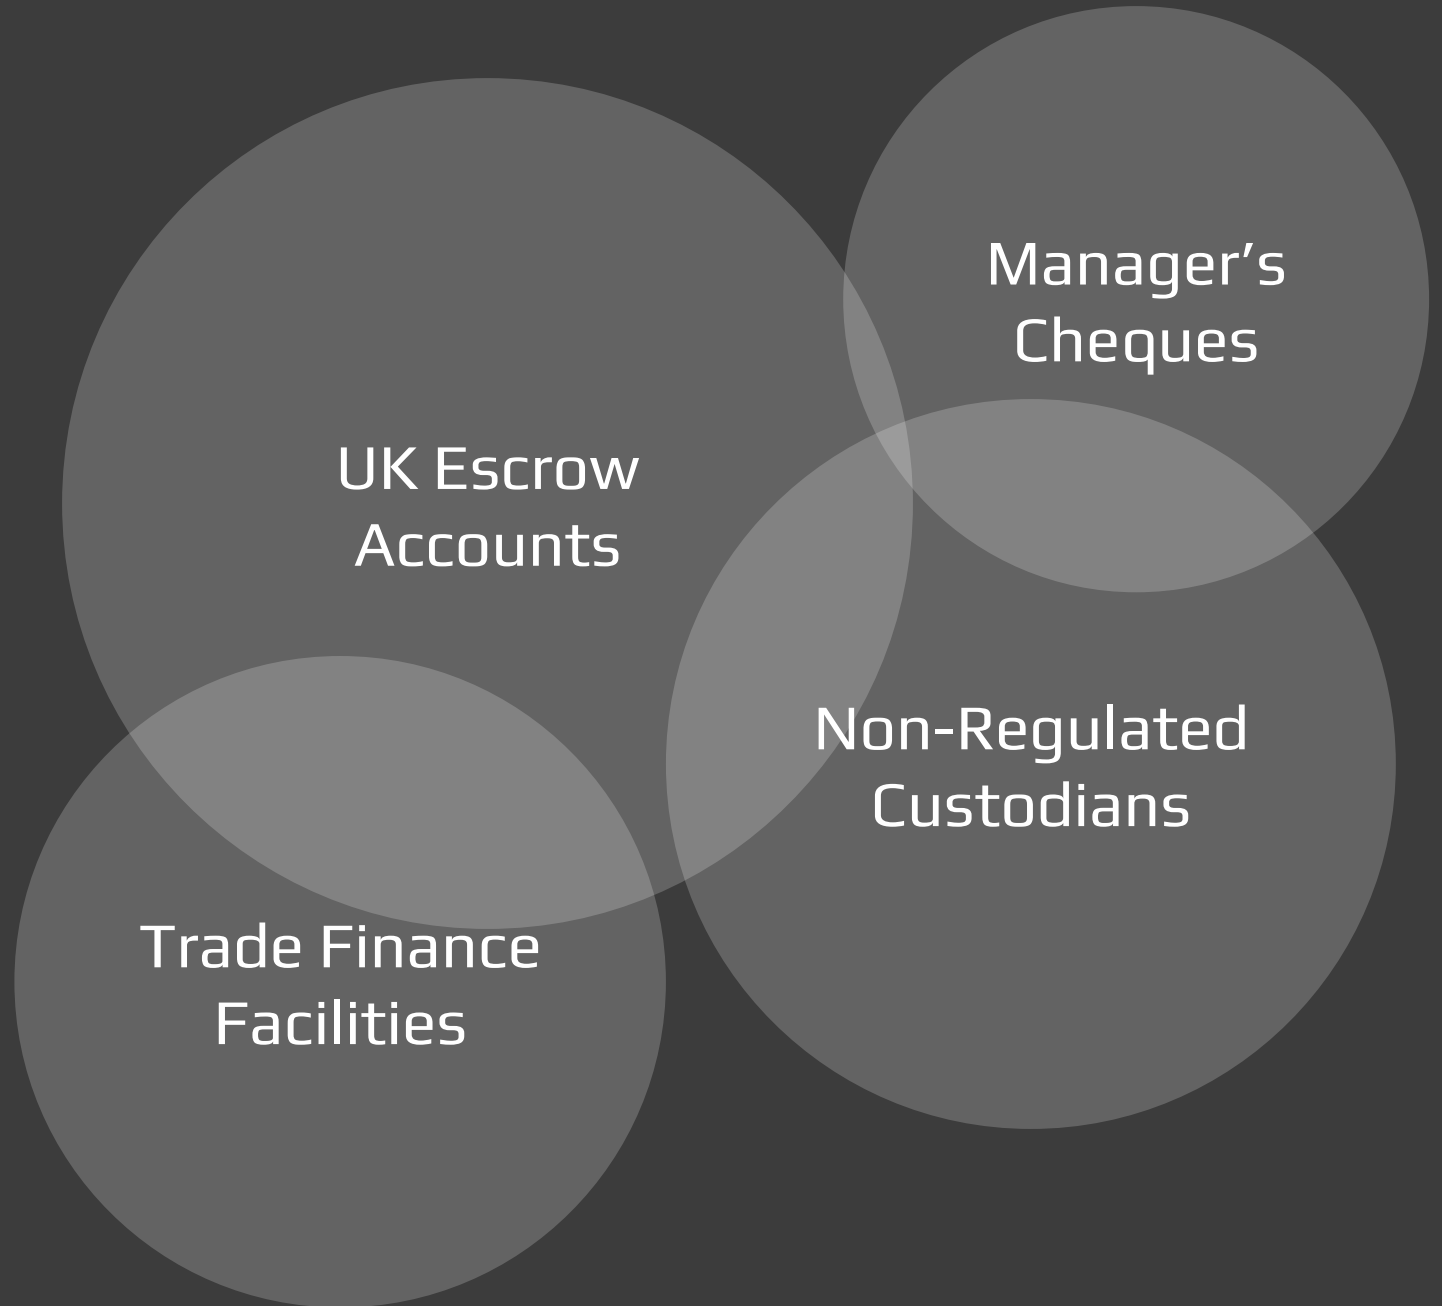 Manager’s
Cheques
UK Escrow
Accounts
Non-Regulated
Custodians
Trade Finance
Facilities